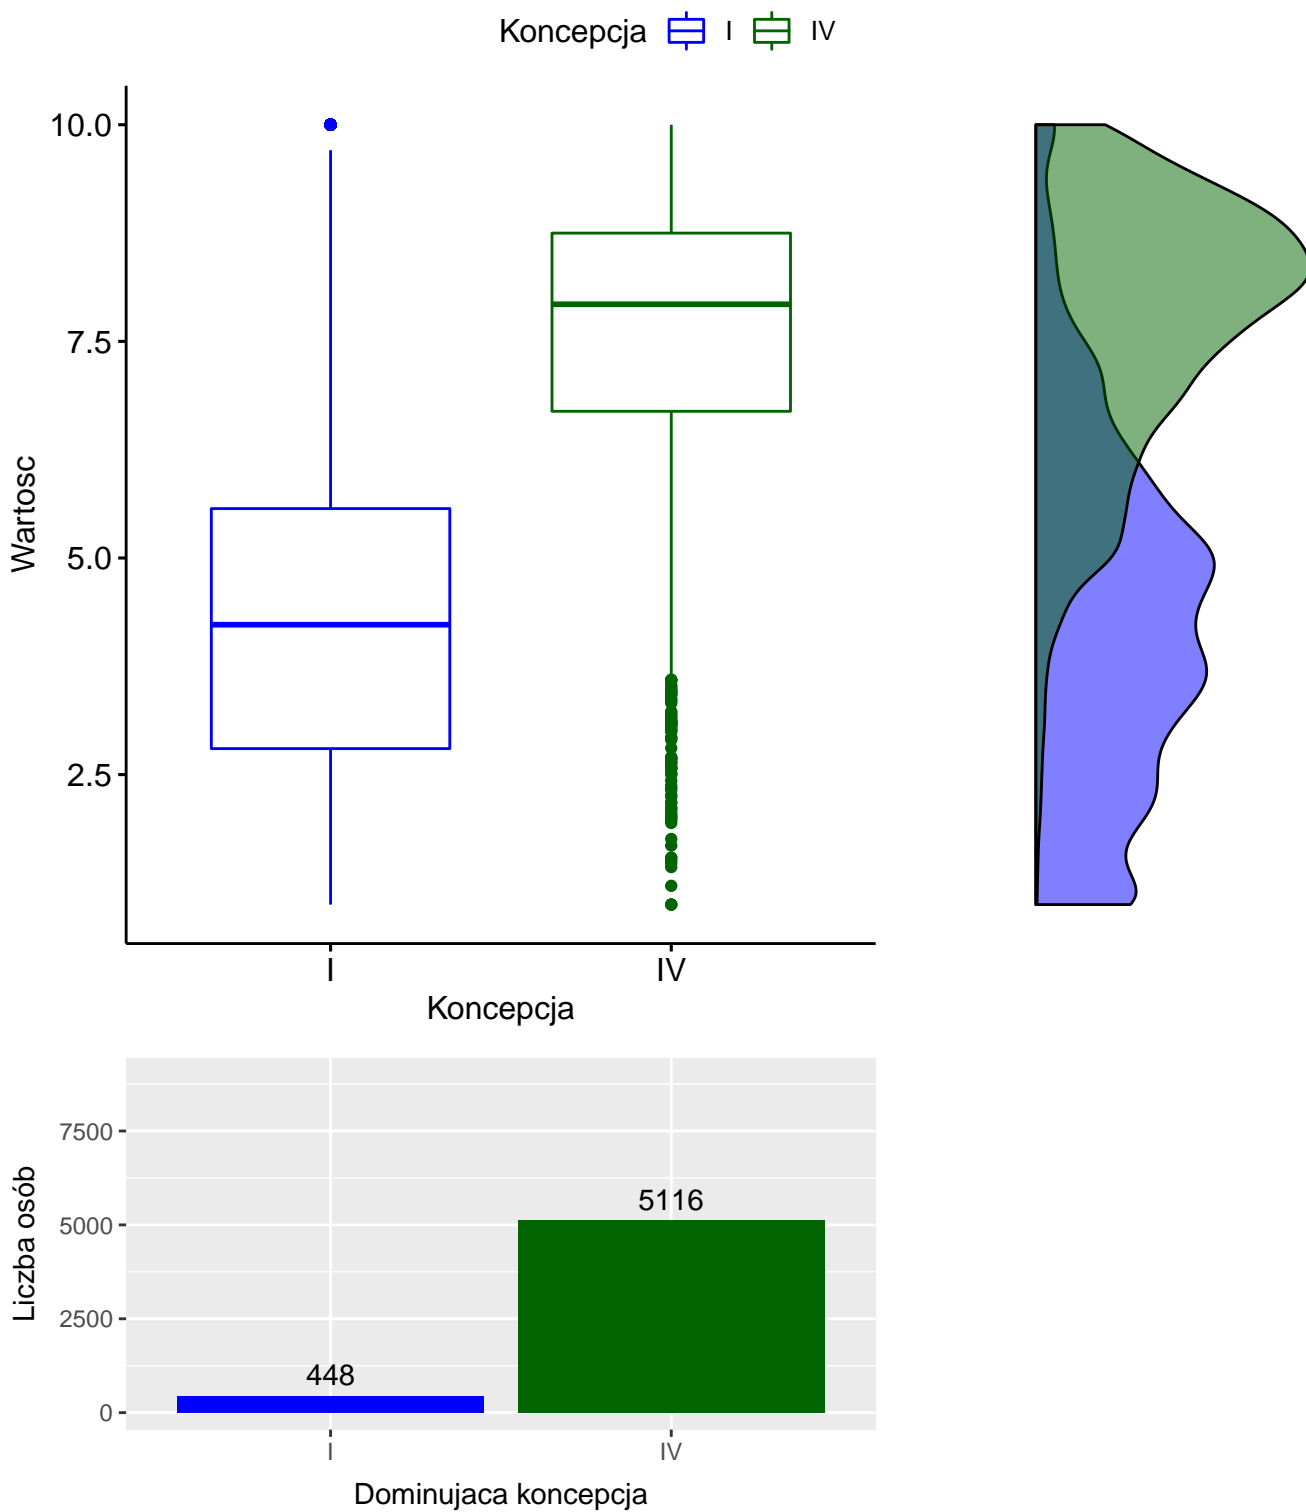 Koncepcja I IV
10.0
7.5
5.0
2.5
Wartosc
I IV
Koncepcja
7500
5000
2500
0
Liczba osób
5116
448
I IV
Dominujaca koncepcja